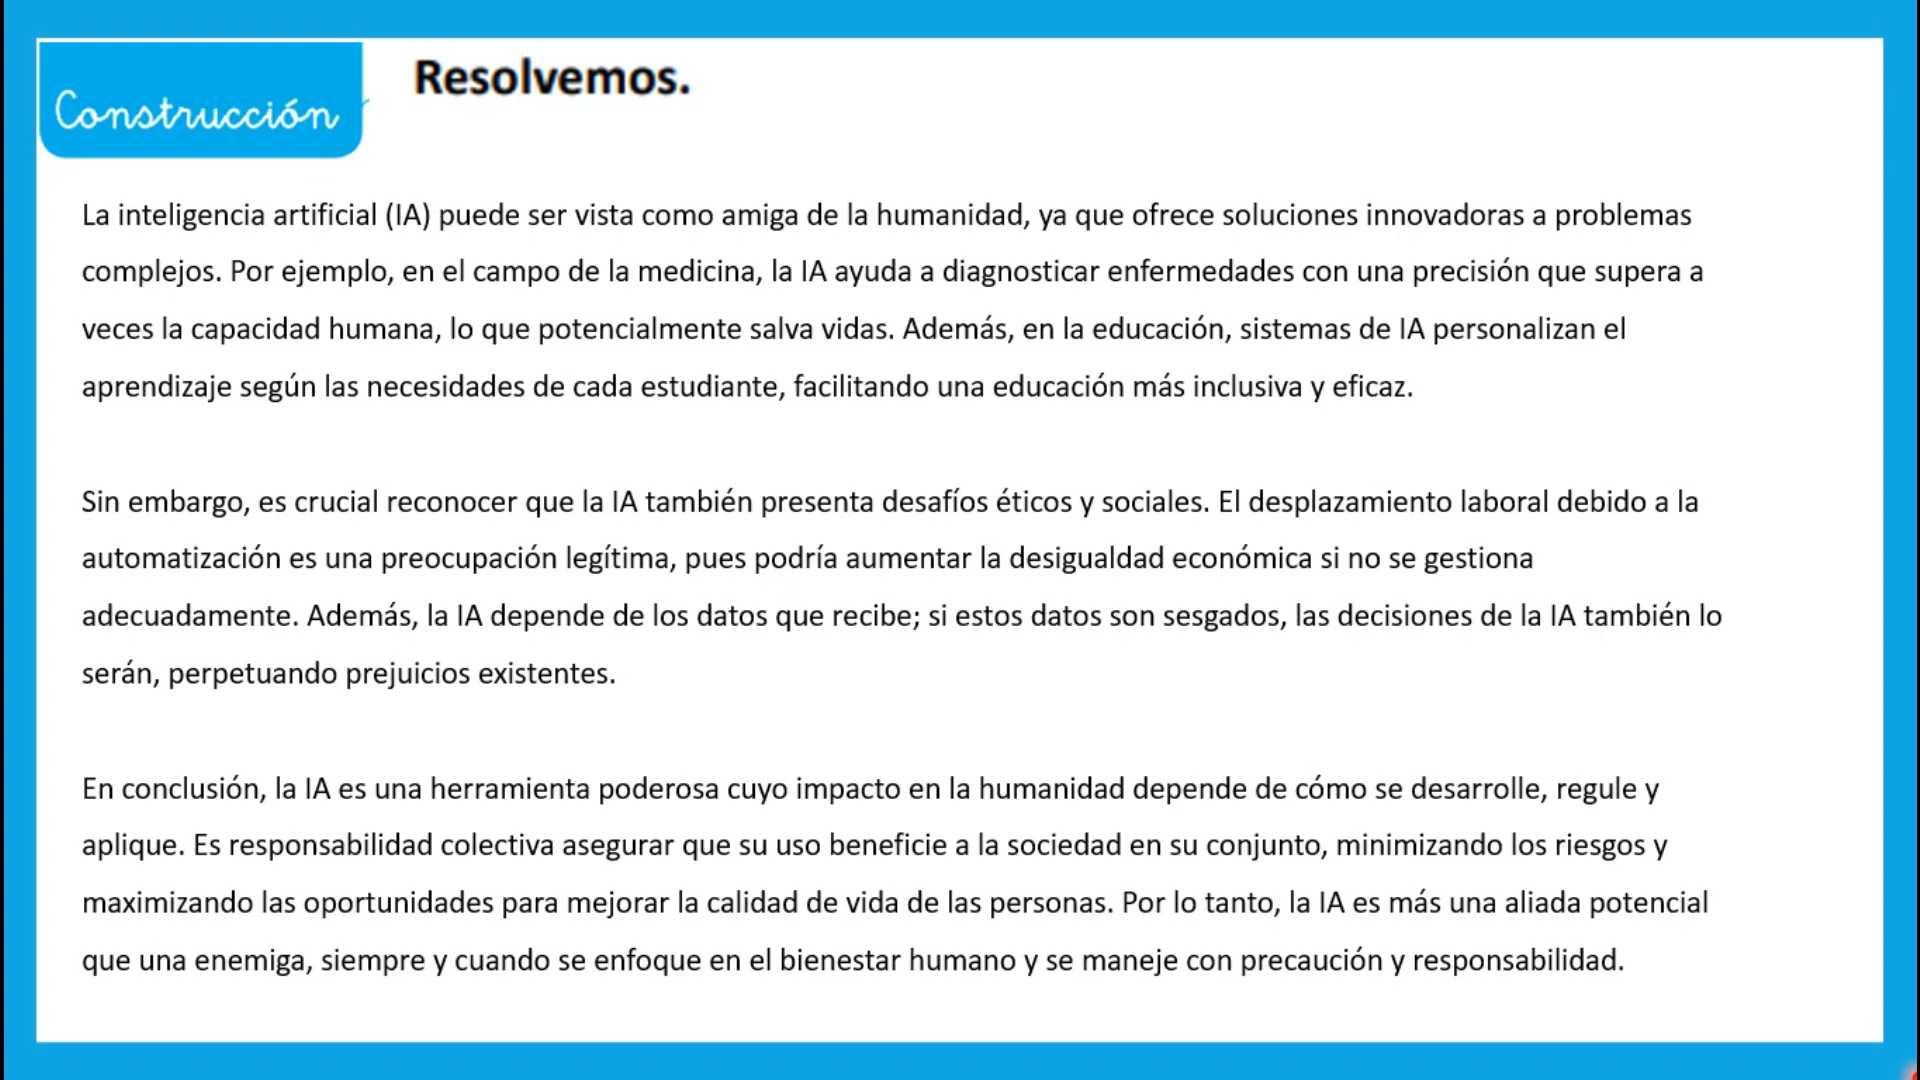 Construcción
Resolvemos.
La inteligencia artificial (IA) puede ser vista como amiga de la humanidad, ya que ofrece soluciones innovadoras a problemas
complejos. Por ejemplo, en el campo de la medicina, la IA ayuda a diagnosticar enfermedades con una precisión que supera a
veces la capacidad humana, lo que potencialmente salva vidas. Además, en la educación, sistemas de IA personalizan el
aprendizaje según las necesidades de cada estudiante, facilitando una educación más inclusiva y eficaz.
Sin embargo, es crucial reconocer que la IA también presenta desafíos éticos y sociales. El desplazamiento laboral debido a la
automatización es una preocupación legítima, pues podría aumentar la desigualdad económica si no se gestiona
adecuadamente. Además, la IA depende de los datos que recibe; si estos datos son sesgados, las decisiones de la IA también lo
serán, perpetuando prejuicios existentes.
En conclusión, la IA es una herramienta poderosa cuyo impacto en la humanidad depende de cómo se desarrolle, regule y
aplique. Es responsabilidad colectiva asegurar que su uso beneficie a la sociedad en su conjunto, minimizando los riesgos y
maximizando las oportunidades para mejorar la calidad de vida de las personas. Por lo tanto, la IA es más una aliada potencial
que una enemiga, siempre y cuando se enfoque en el bienestar humano y se maneje con precaución y responsabilidad.